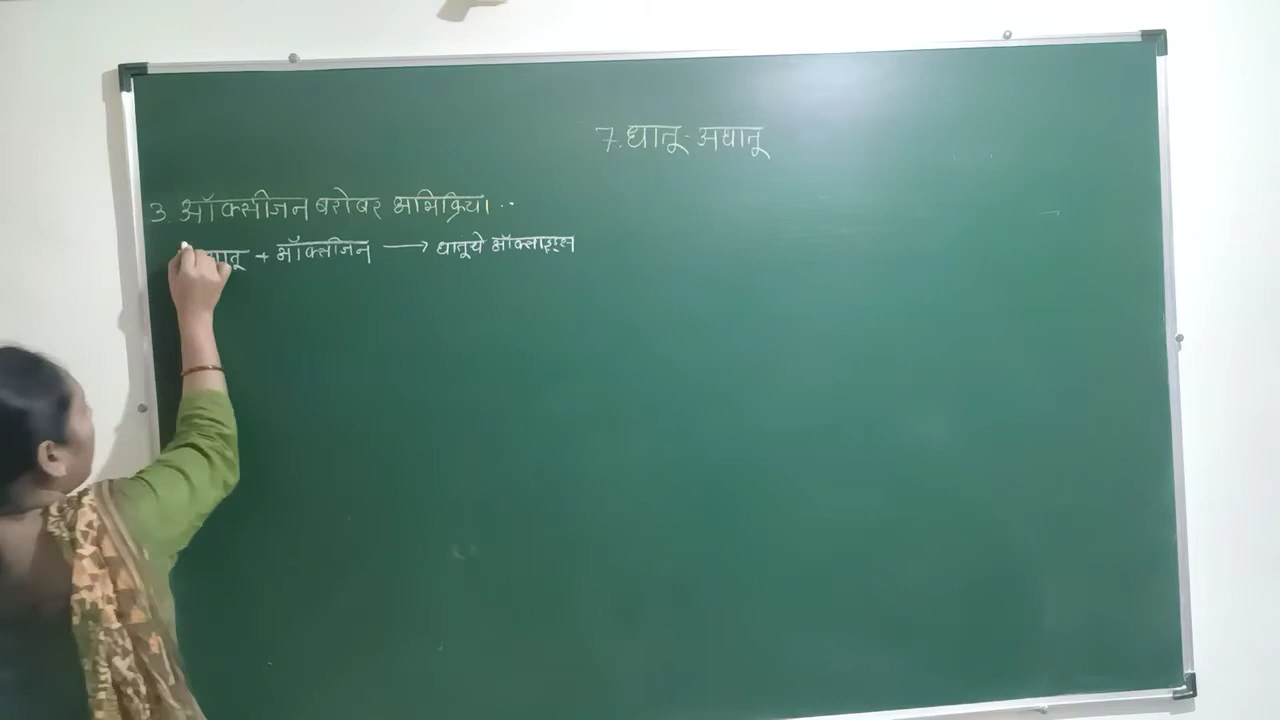 7. धातू - अधातू
3. ऑक्सीजन बरोबर अभिक्रिया..
धातू + ऑक्सीजन → धातूचे ऑक्साइड्स